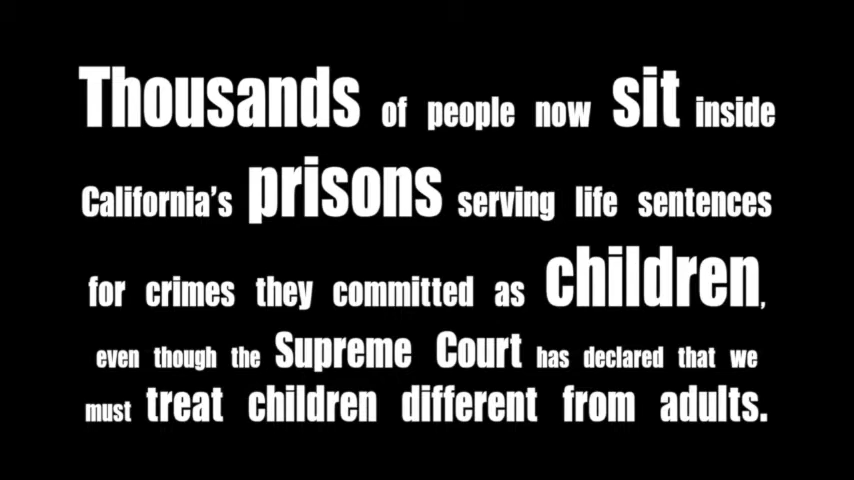 Thousands of people now sit inside
California's prisons serving life sentences
for crimes they committed as children,
even though the Supreme Court has declared that we
must treat children different from adults.